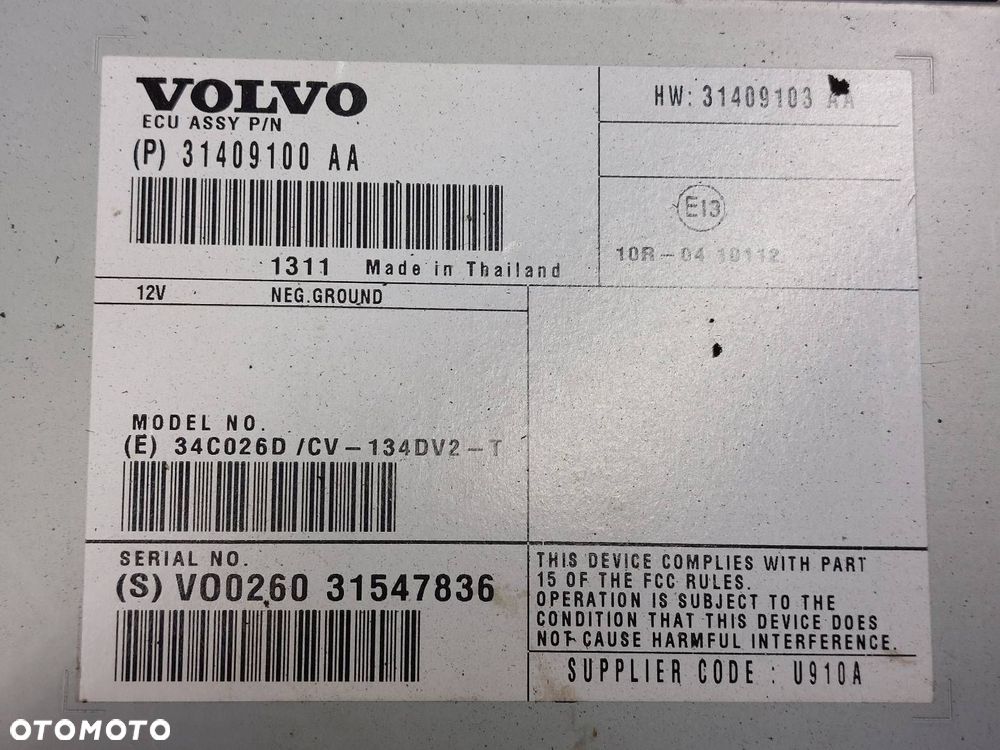 VOLVO
ECU ASSY P/N
(P) 31409100 AA
1311 Made in Thailand
HW: 31409103 AA
E13
10R-04 10112
12V NEG.GROUND
MODEL NO.
(E) 34C026D /CV-134DV2-T
SERIAL NO.
(S) VO0260 31547836
THIS DEVICE COMPLIES WITH PART
15 OF THE FCC RULES.
OPERATION IS SUBJECT TO THE
CONDITION THAT THIS DEVICE DOES
NOT CAUSE HARMFUL INTERFERENCE.
SUPPLIER CODE : U910A
OTOMOTO